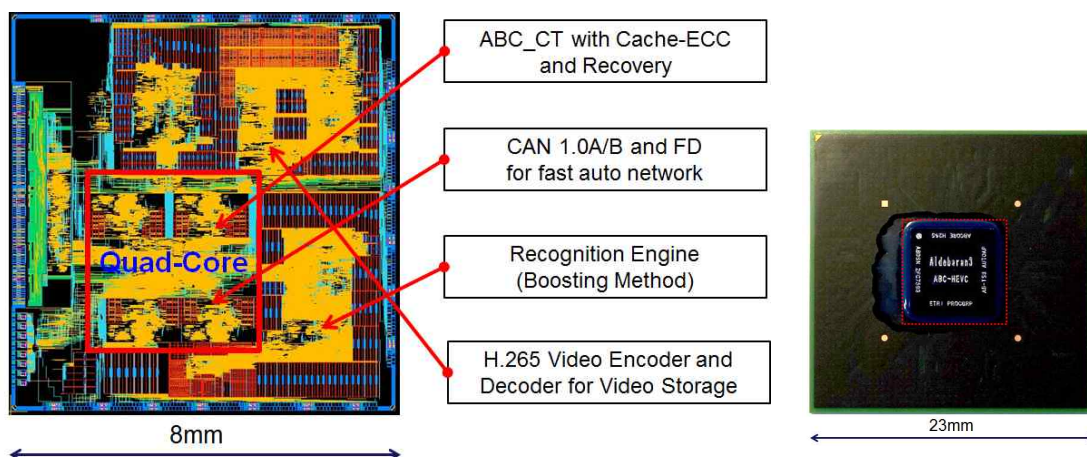 ABC_CT with Cache-ECC
and Recovery
CAN 1.0A/B and FD
for fast auto network
Quad-Core
Recognition Engine
(Boosting Method)
H.265 Video Encoder and
Decoder for Video Storage
8mm
Aldebaran3
ABC-HEVC
ETRI PROCORP
23mm